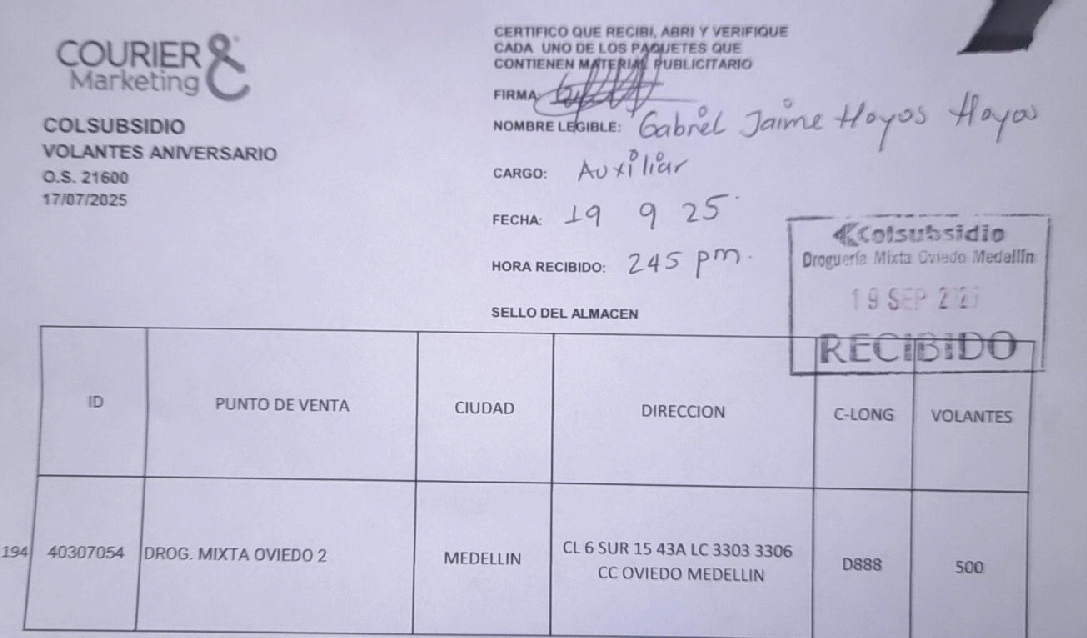 COURIER &
Marketing
COLSUBSIDIO
VOLANTES ANIVERSARIO
O.S. 21600
17/07/2025
CERTIFICO QUE RECIBI, ABRI Y VERIFIQUE
CADA UNO DE LOS PAQUETES QUE
CONTIENEN MATERIAL PUBLICITARIO
FIRMA:
NOMBRE LEGIBLE: Gabriel Jaime Hoyos Hoyos
CARGO: Auxiliar
FECHA: 19 9 25
HORA RECIBIDO: 245 pm.
SELLO DEL ALMACEN
Colsubsidio
Droguería Mixta Oviedo Medellín
19 SEP
RECIBIDO
ID PUNTO DE VENTA CIUDAD DIRECCION C-LONG VOLANTES
194 40307054 DROG. MIXTA OVIEDO 2 MEDELLIN CL 6 SUR 15 43A LC 3303 3306 D888 500
CC OVIEDO MEDELLIN